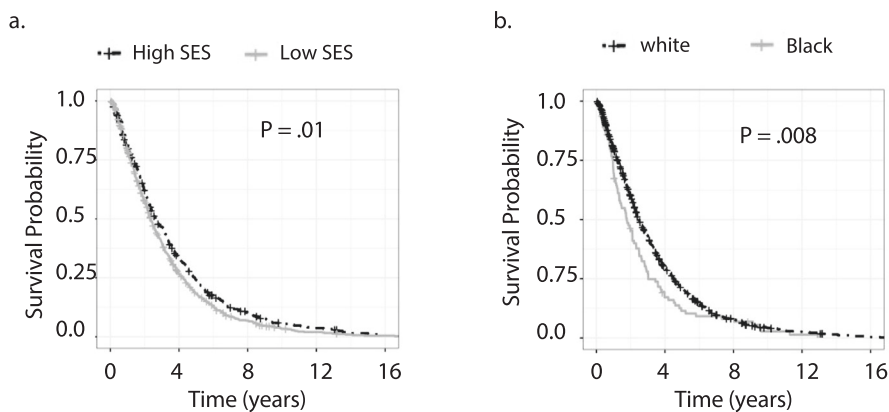 a.
High SES Low SES
P = .01
Survival Probability
1.0
0.75
0.5
0.25
0.0
0 4 8 12 16
Time (years)
b.
white Black
P = .008
Survival Probability
1.0
0.75
0.5
0.75
0.0
0 4 8 12 16
Time (years)